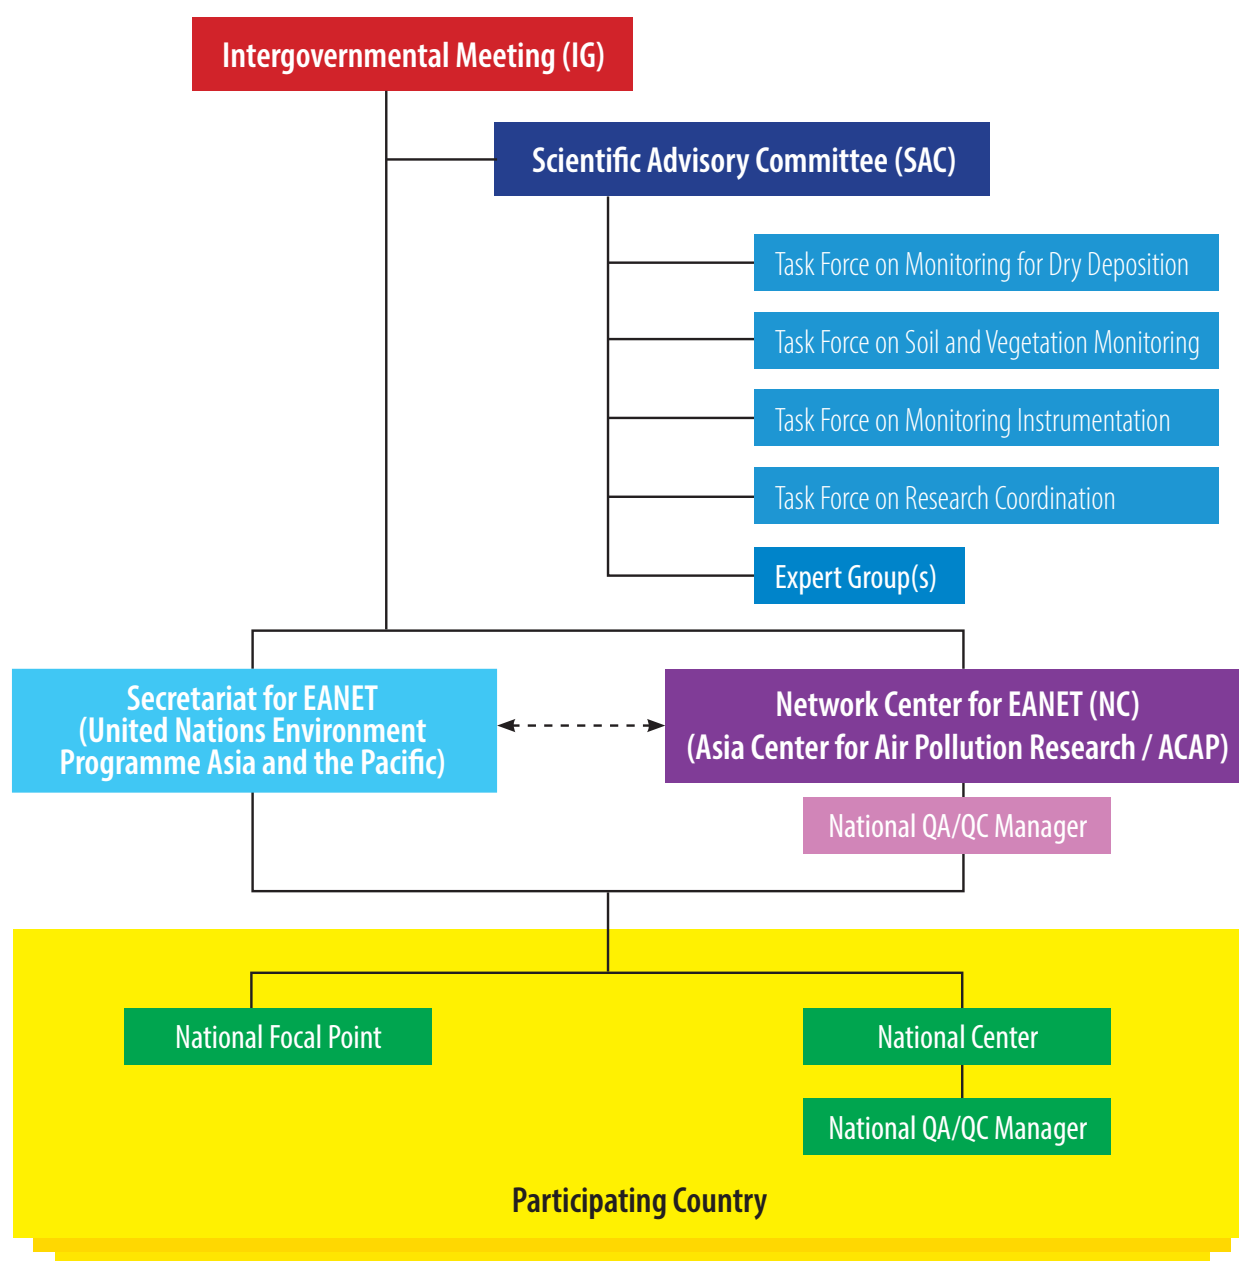 Intergovernmental Meeting (IG)
Scientific Advisory Committee (SAC)
Task Force on Monitoring for Dry Deposition
Task Force on Soil and Vegetation Monitoring
Task Force on Monitoring Instrumentation
Task Force on Research Coordination
Expert Group(s)
Secretariat for EANET
(United Nations Environment
Programme Asia and the Pacific)
Network Center for EANET (NC)
(Asia Center for Air Pollution Research / ACAP)
National QA/QC Manager
National Focal Point
National Center
National QA/QC Manager
Participating Country